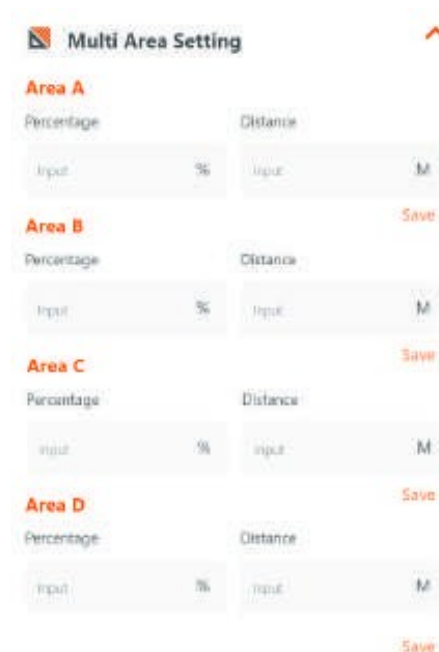 Multi Area Setting
Area A
Percentage Distance
Input % Input M
Save
Area B
Percentage Distance
Input % Input M
Save
Area C
Percentage Distance
Input % Input M
Save
Area D
Percentage Distance
Input % Input M
Save